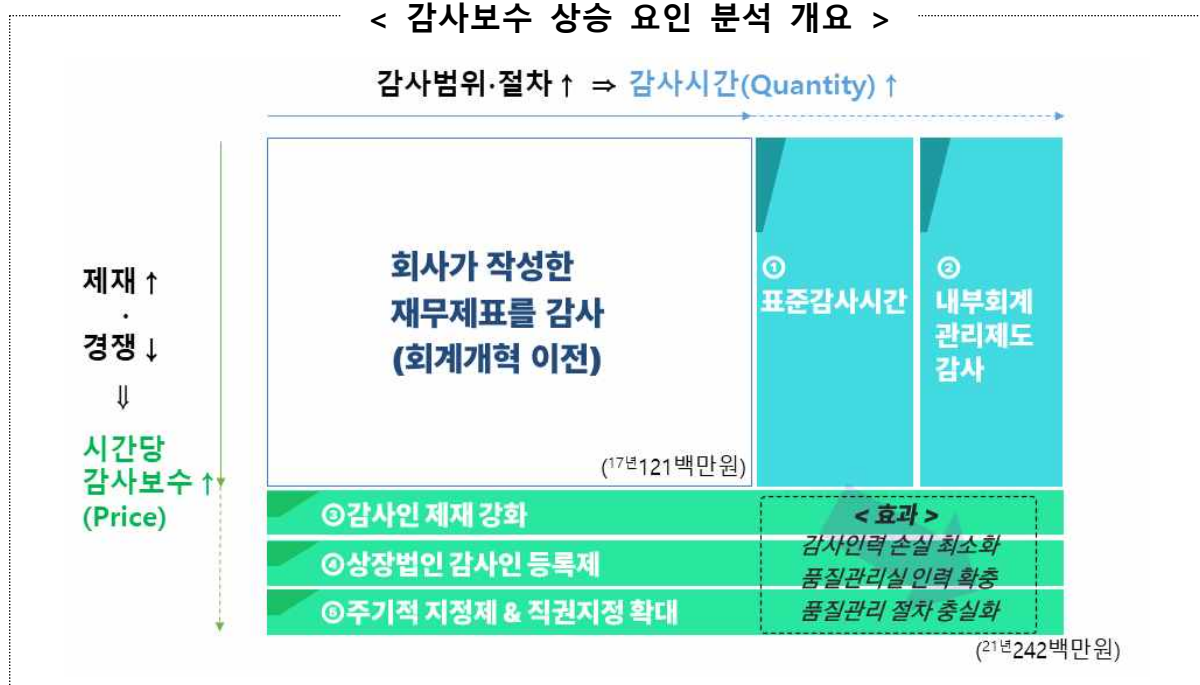 < 감사보수 상승 요인 분석 개요 >
감사범위·절차↑ ⇒ 감사시간(Quantity)↑
제재↑
·
경쟁↓
⇓
시간당
감사보수↑
(Price)
회사가 작성한
재무제표를 감사
(회계개혁 이전)
(17년121백만원)
①
표준감사시간
②
내부회계
관리제도
감사
③감사인 제재 강화
④상장법인 감사인 등록제
⑤주기적 지정제 & 직권지정 확대
< 효과 >
감사인력 손실 최소화
품질관리실 인력 확충
품질관리 절차 충실화
(21년242백만원)